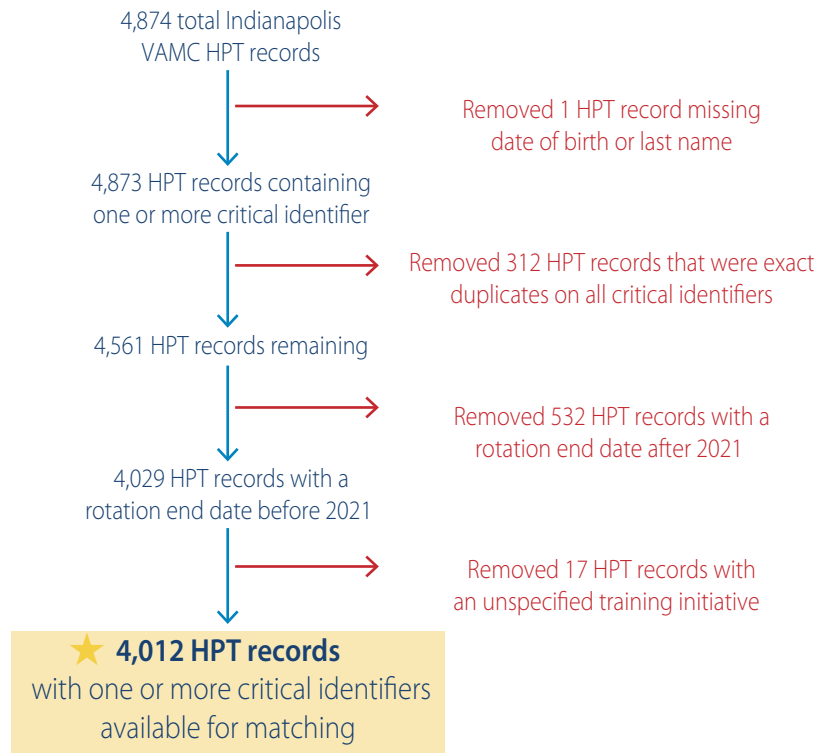 4,874 total Indianapolis
VAMC HPT records
Removed 1 HPT record missing
date of birth or last name
4,873 HPT records containing
one or more critical identifier
Removed 312 HPT records that were exact
duplicates on all critical identifiers
4,561 HPT records remaining
Removed 532 HPT records with a
rotation end date after 2021
4,029 HPT records with a
rotation end date before 2021
Removed 17 HPT records with
an unspecified training initiative
4,012 HPT records
with one or more critical identifiers
available for matching